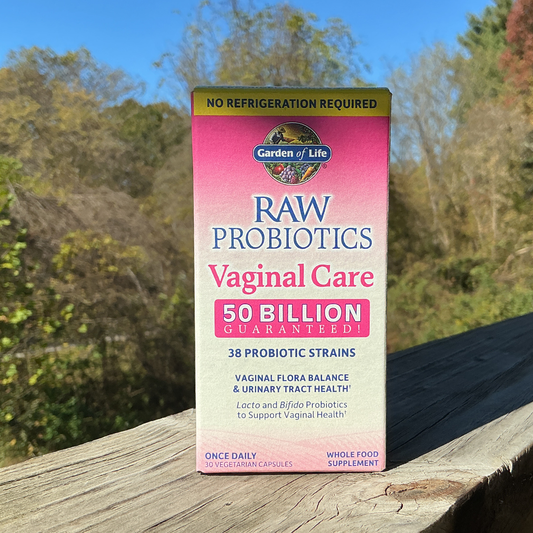 NO REFRIGERATION REQUIRED
Garden of Life
RAW
PROBIOTICS
Vaginal Care
50 BILLION
GUARANTEED!
38 PROBIOTIC STRAINS
VAGINAL FLORA BALANCE
& URINARY TRACT HEALTH†
Lacto and Bifido Probiotics
to Support Vaginal Health†
ONCE DAILY
30 VEGETARIAN CAPSULES
WHOLE FOOD
SUPPLEMENT